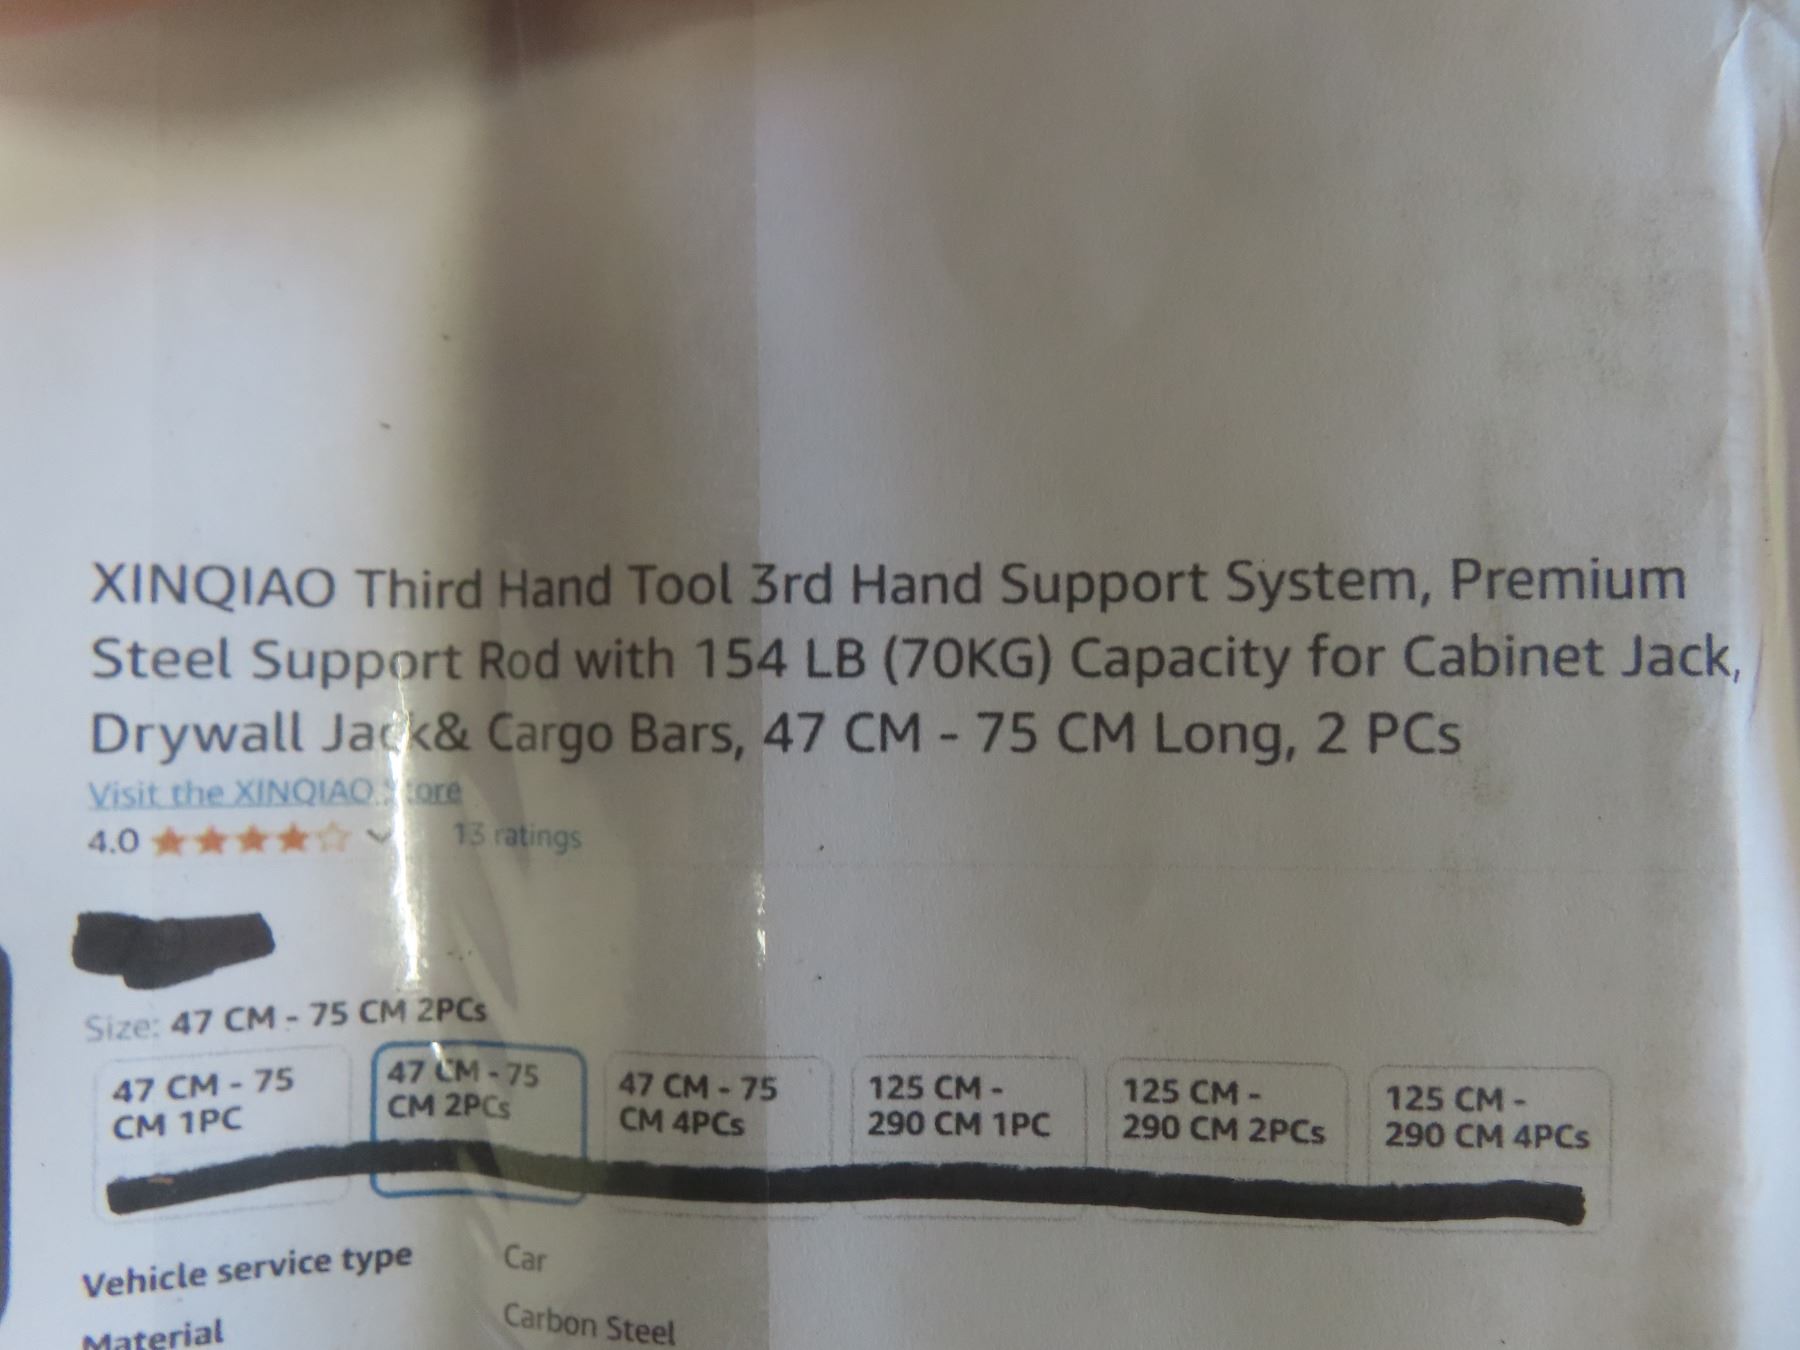 XINQIAO Third Hand Tool 3rd Hand Support System, Premium
Steel Support Rod with 154 LB (70KG) Capacity for Cabinet Jack,
Drywall Jack& Cargo Bars, 47 CM - 75 CM Long, 2 PCs
Visit the XINQIAO Store
4.0 13 ratings
Size: 47 CM - 75 CM 2PCs
47 CM - 75
CM 1PC
47 CM - 75
CM 2PCs
47 CM - 75
CM 4PCs
125 CM -
290 CM 1PC
125 CM -
290 CM 2PCs
125 CM -
290 CM 4PCs
Vehicle service type Car
Material Carbon Steel